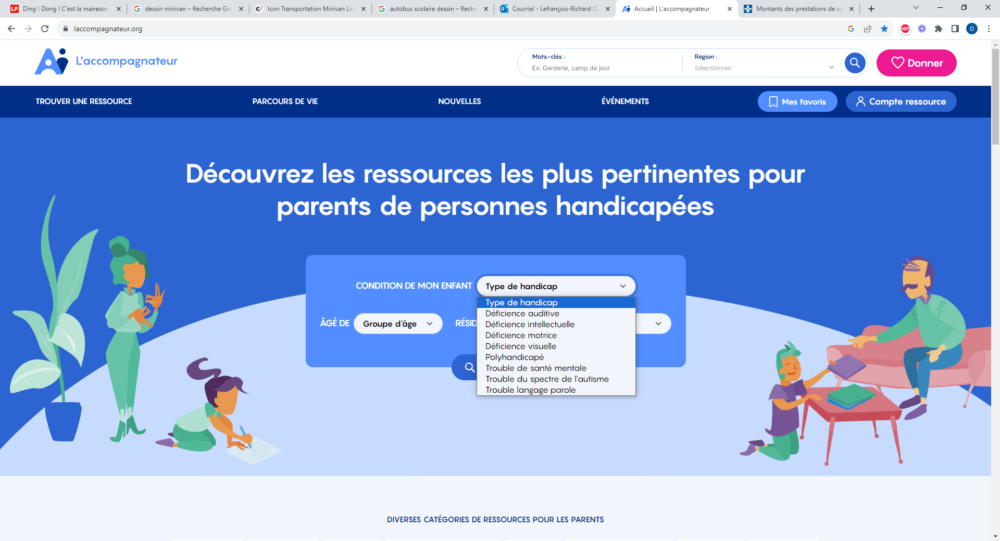 Ding ! Dong ! C'est la mairesse
dessin minivan – Recherche Goo
Icon Transportation Minivan Lin
autobus scolaire dessin – Reche
Courriel - Lefrançois-Richard Ol
Accueil | L'accompagnateur
Montants des prestations de so
laccompagnateur.org
L'accompagnateur
Mots-clés :
Ex: Garderie, camp de jour
Région :
Sélectionner
Donner
TROUVER UNE RESSOURCE
PARCOURS DE VIE
NOUVELLES
ÉVÉNEMENTS
Mes favoris
Compte ressource
Découvrez les ressources les plus pertinentes pour
parents de personnes handicapées
CONDITION DE MON ENFANT
Type de handicap
Type de handicap
Déficience auditive
Déficience intellectuelle
Déficience motrice
Déficience visuelle
Polyhandicapé
Trouble de santé mentale
Trouble du spectre de l'autisme
Trouble langage parole
ÂGÉ DE
Groupe d'âge
RÉSID
DIVERSES CATÉGORIES DE RESSOURCES POUR LES PARENTS